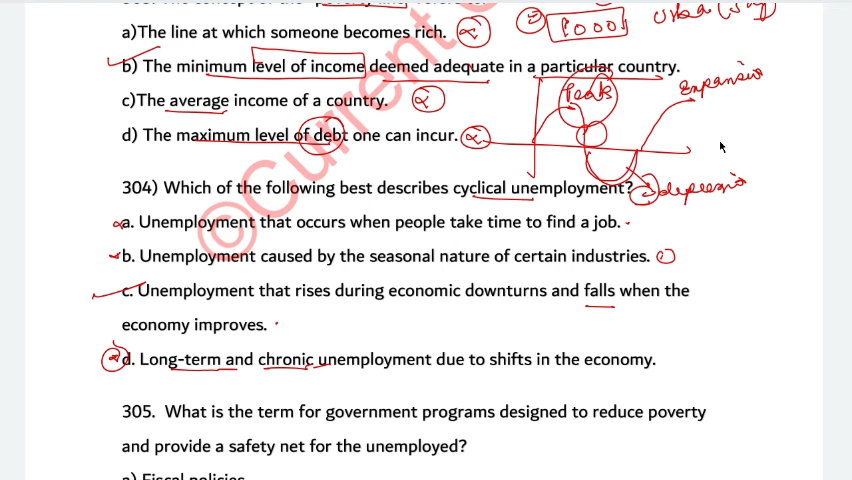 10001
a)The line at which someone becomes rich.
b) The minimum level of income deemed adequate in a particular country.
Peak
Expansion
c)The average income of a country.
d) The maximum level of debt one can incur.
304) Which of the following best describes cyclical unemployment?
depression
a. Unemployment that occurs when people take time to find a job.
b. Unemployment caused by the seasonal nature of certain industries.
c. Unemployment that rises during economic downturns and falls when the
economy improves.
d. Long-term and chronic unemployment due to shifts in the economy.
305. What is the term for government programs designed to reduce poverty
and provide a safety net for the unemployed?
a) Fiscal policies.
©Current